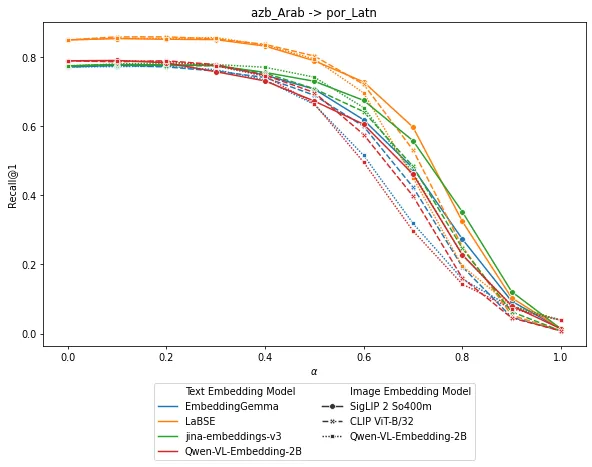 azb_Arab -> por_Latn
Recall@1
0.8
0.6
0.4
0.2
0.0
0.0 0.2 0.4 0.6 0.8 1.0
α
Text Embedding Model
EmbeddingGemma
LaBSE
jina-embeddings-v3
Qwen-VL-Embedding-2B
Image Embedding Model
SigLIP 2 So400m
CLIP ViT-B/32
Qwen-VL-Embedding-2B